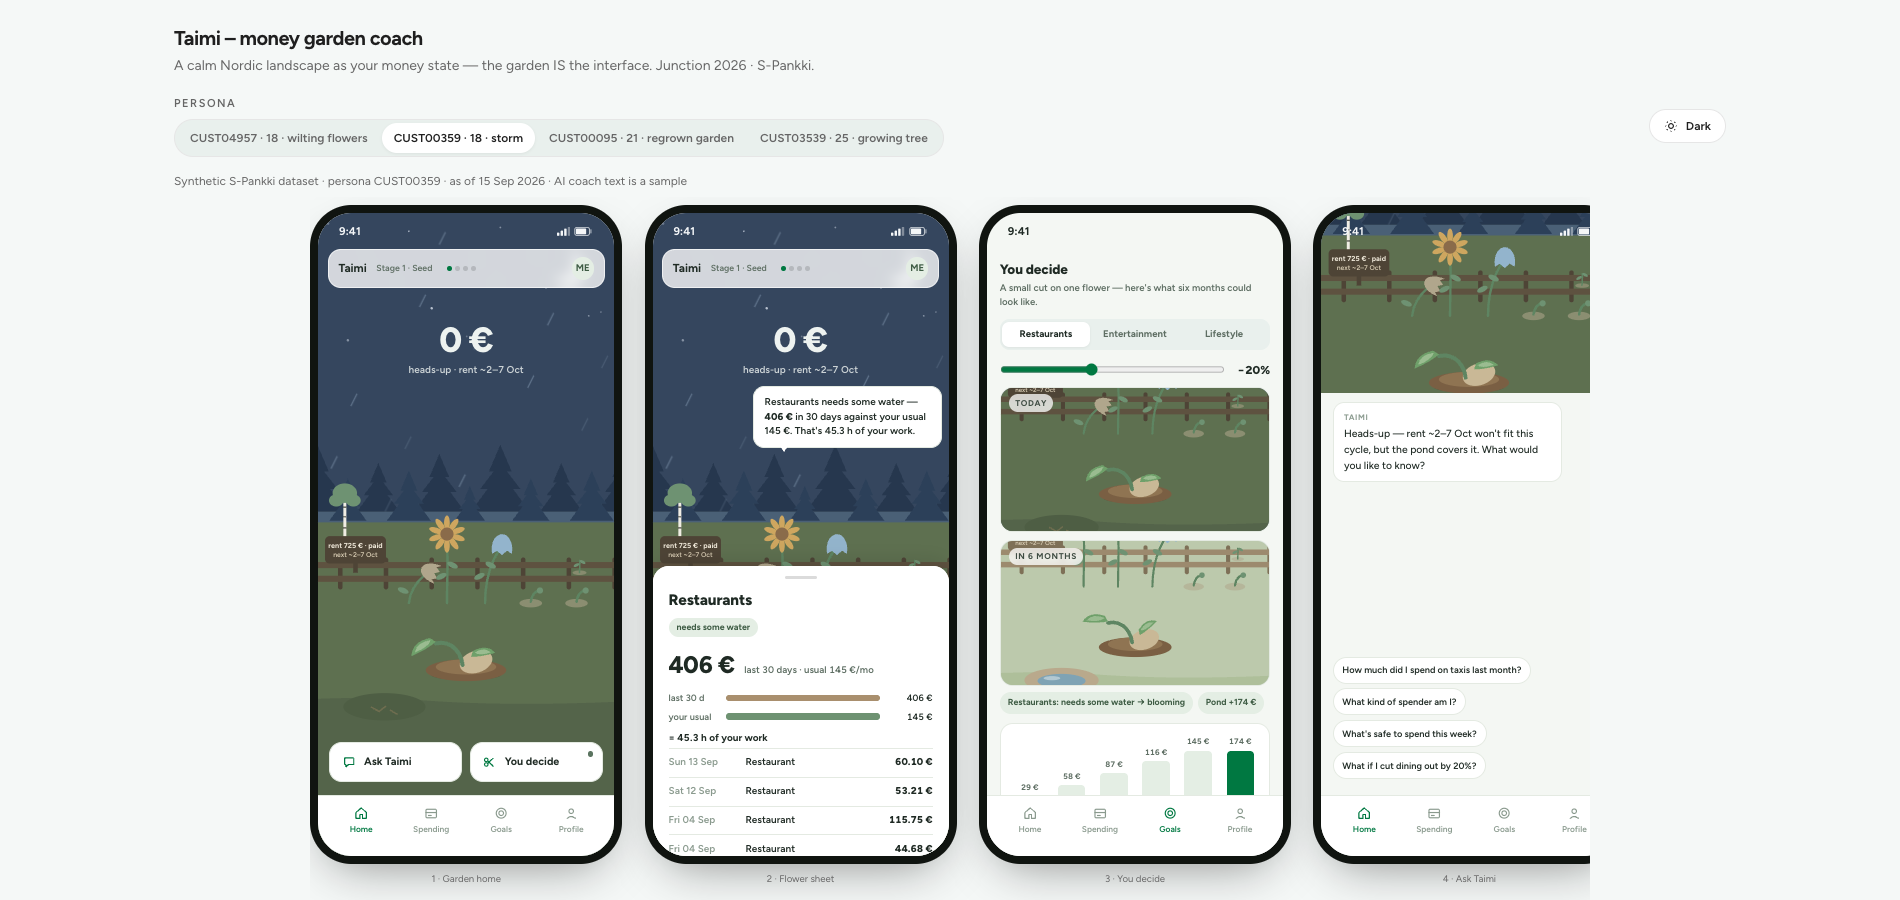 Taimi – money garden coach
A calm Nordic landscape as your money state — the garden IS the interface. Junction 2026 · S-Pankki.
PERSONA
CUST04957 · 18 · wilting flowers
CUST00359 · 18 · storm
CUST00095 · 21 · regrown garden
CUST03539 · 25 · growing tree
Dark
Synthetic S-Pankki dataset · persona CUST00359 · as of 15 Sep 2026 · AI coach text is a sample
9:41
Taimi Stage 1 · Seed
ME
0 €
heads-up · rent ~2–7 Oct
rent 725 € · paid
next ~2–7 Oct
Ask Taimi
You decide
Home
Spending
Goals
Profile
1 · Garden home
9:41
Taimi Stage 1 · Seed
ME
0 €
heads-up · rent ~2–7 Oct
Restaurants needs some water —
406 € in 30 days against your usual
145 €. That's 45.3 h of your work.
rent 725 € · paid
next ~2–7 Oct
Restaurants
needs some water
406 € last 30 days · usual 145 €/mo
last 30 d 406 €
your usual 145 €
= 45.3 h of your work
Sun 13 Sep Restaurant 60.10 €
Sat 12 Sep Restaurant 53.21 €
Fri 04 Sep Restaurant 115.75 €
Fri 04 Sep Restaurant 44.68 €
2 · Flower sheet
9:41
You decide
A small cut on one flower — here's what six months could
look like.
Restaurants
Entertainment
Lifestyle
-20%
next ~2–7 Oct
TODAY
next ~2–7 Oct
IN 6 MONTHS
Restaurants: needs some water → blooming
Pond +174 €
29 €
58 €
87 €
116 €
145 €
174 €
Home
Spending
Goals
Profile
3 · You decide
9:41
rent 725 € · paid
next ~2–7 Oct
TAIMI
Heads-up — rent ~2–7 Oct won't fit this
cycle, but the pond covers it. What would
you like to know?
How much did I spend on taxis last month?
What kind of spender am I?
What's safe to spend this week?
What if I cut dining out by 20%?
Home
Spending
Goals
Profile
4 · Ask Taimi